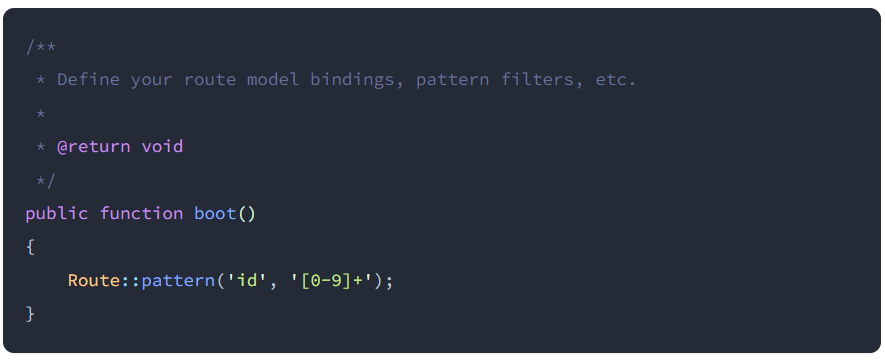 /**
 * Define your route model bindings, pattern filters, etc.
 *
 * @return void
 */
public function boot()
{
    Route::pattern('id', '[0-9]+');
}